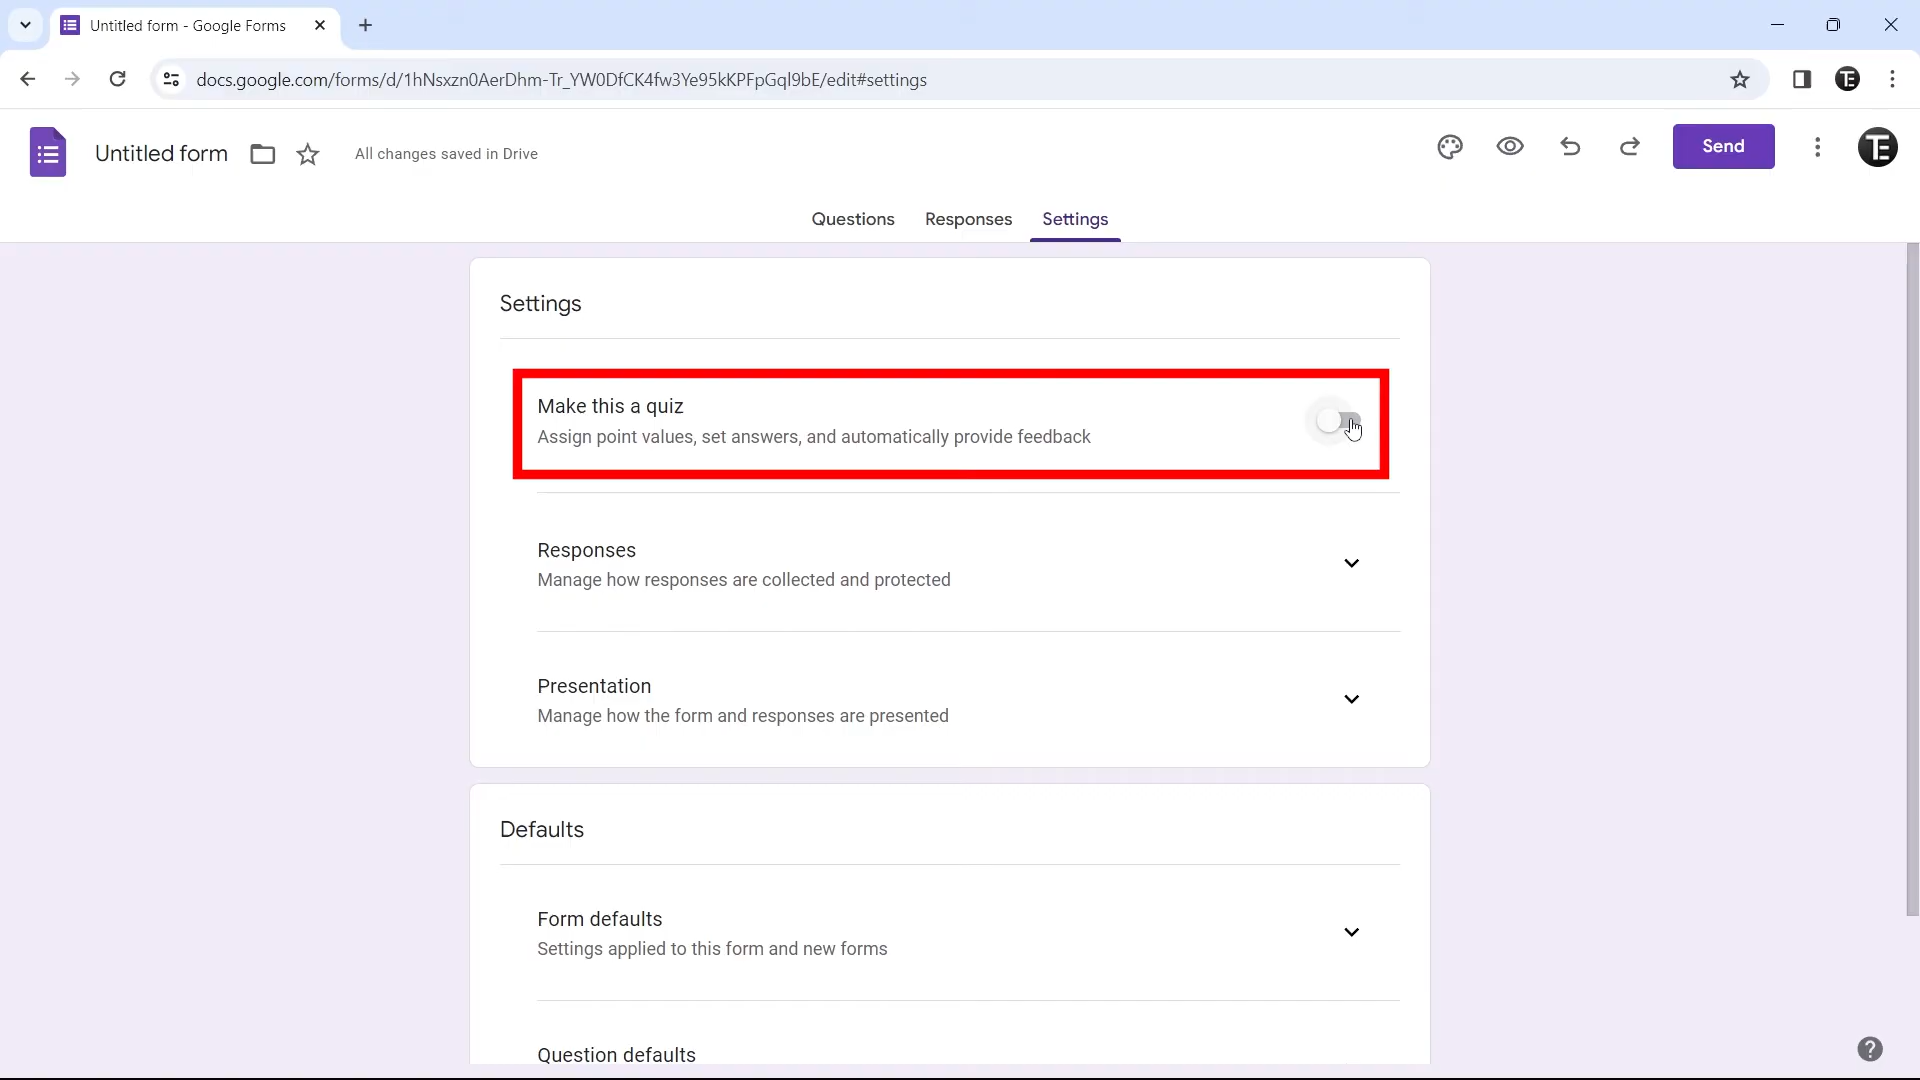 Untitled form - Google Forms
docs.google.com/forms/d/1hNsxzn0AerDhm-Tr_YW0DfCK4fw3Ye95kKPFpGql9bE/edit#settings
TE
Untitled form
All changes saved in Drive
Send
TE
Questions
Responses
Settings
Settings
Make this a quiz
Assign point values, set answers, and automatically provide feedback
Responses
Manage how responses are collected and protected
Presentation
Manage how the form and responses are presented
Defaults
Form defaults
Settings applied to this form and new forms
Question defaults
?